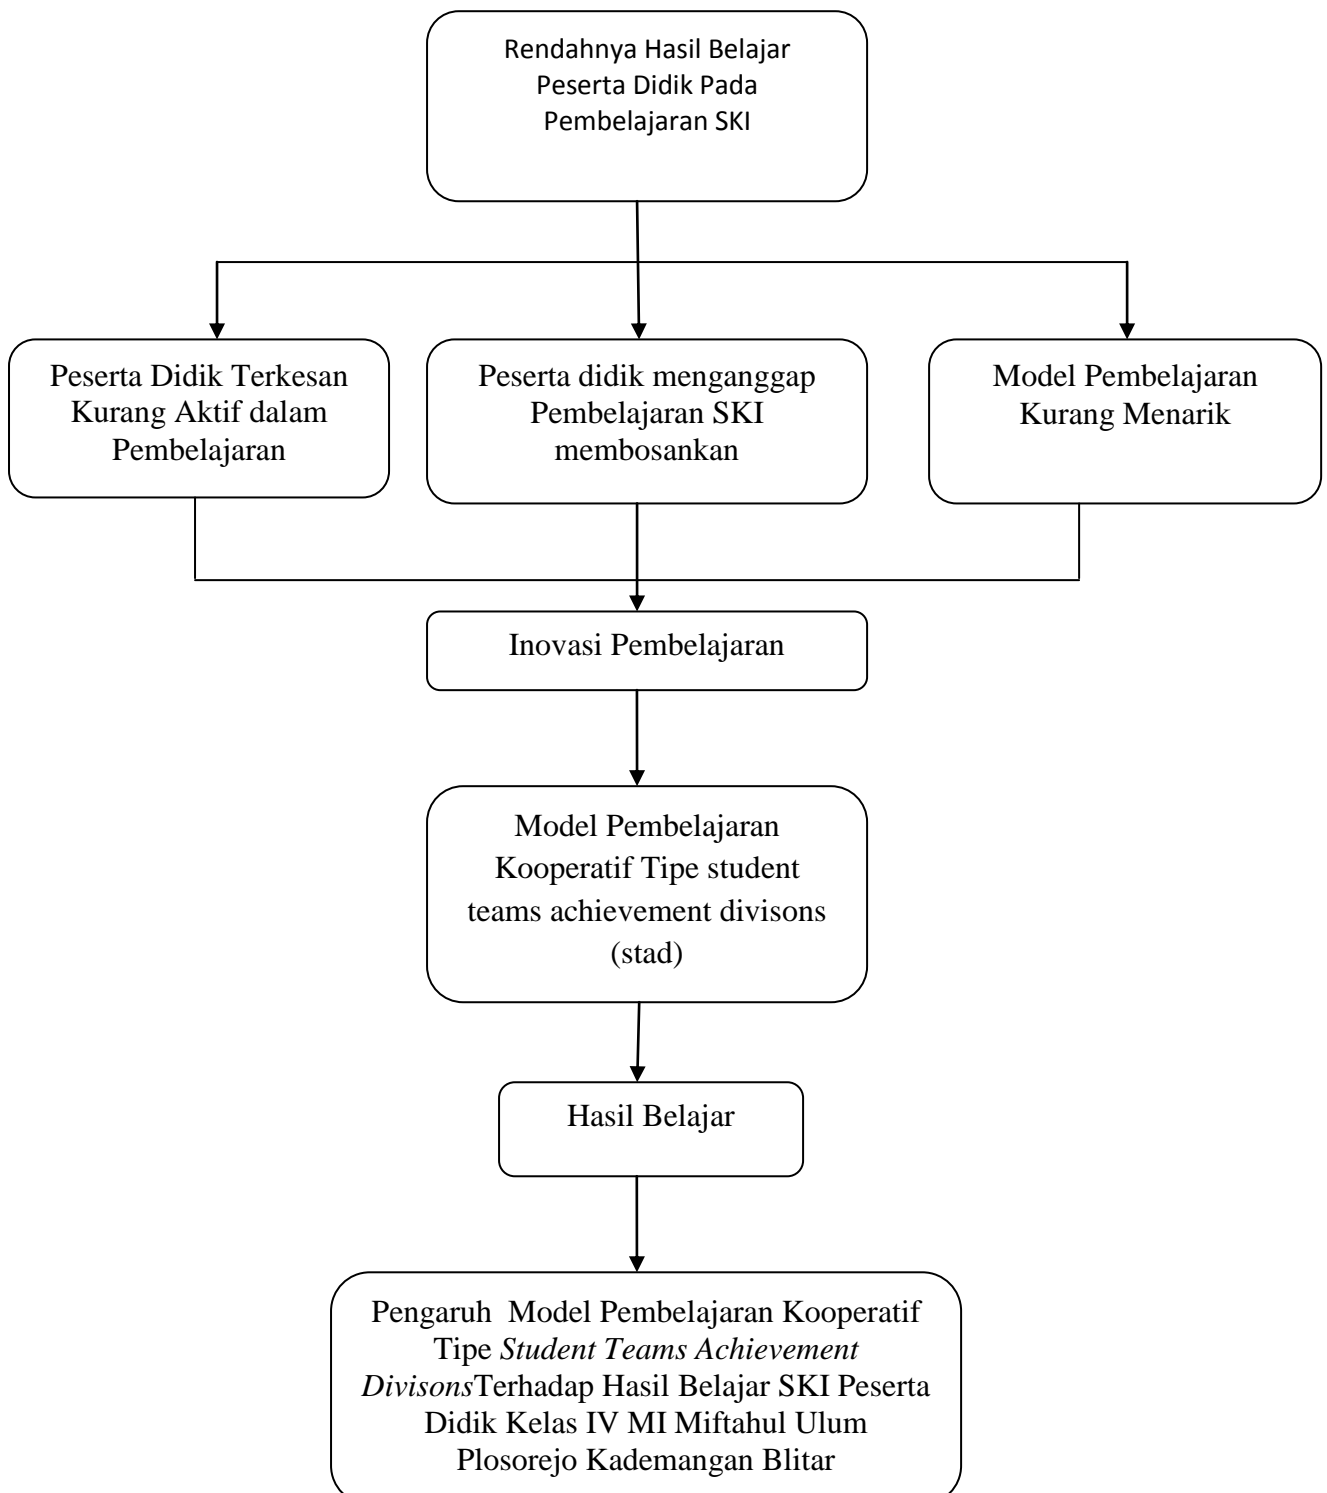 Rendahnya Hasil Belajar
Peserta Didik Pada
Pembelajaran SKI
Peserta Didik Terkesan
Kurang Aktif dalam
Pembelajaran
Peserta didik menganggap
Pembelajaran SKI
membosankan
Model Pembelajaran
Kurang Menarik
Inovasi Pembelajaran
Model Pembelajaran
Kooperatif Tipe student
teams achievement divisons
(stad)
Hasil Belajar
Pengaruh Model Pembelajaran Kooperatif
Tipe Student Teams Achievement
DivisonsTerhadap Hasil Belajar SKI Peserta
Didik Kelas IV MI Miftahul Ulum
Plosorejo Kademangan Blitar